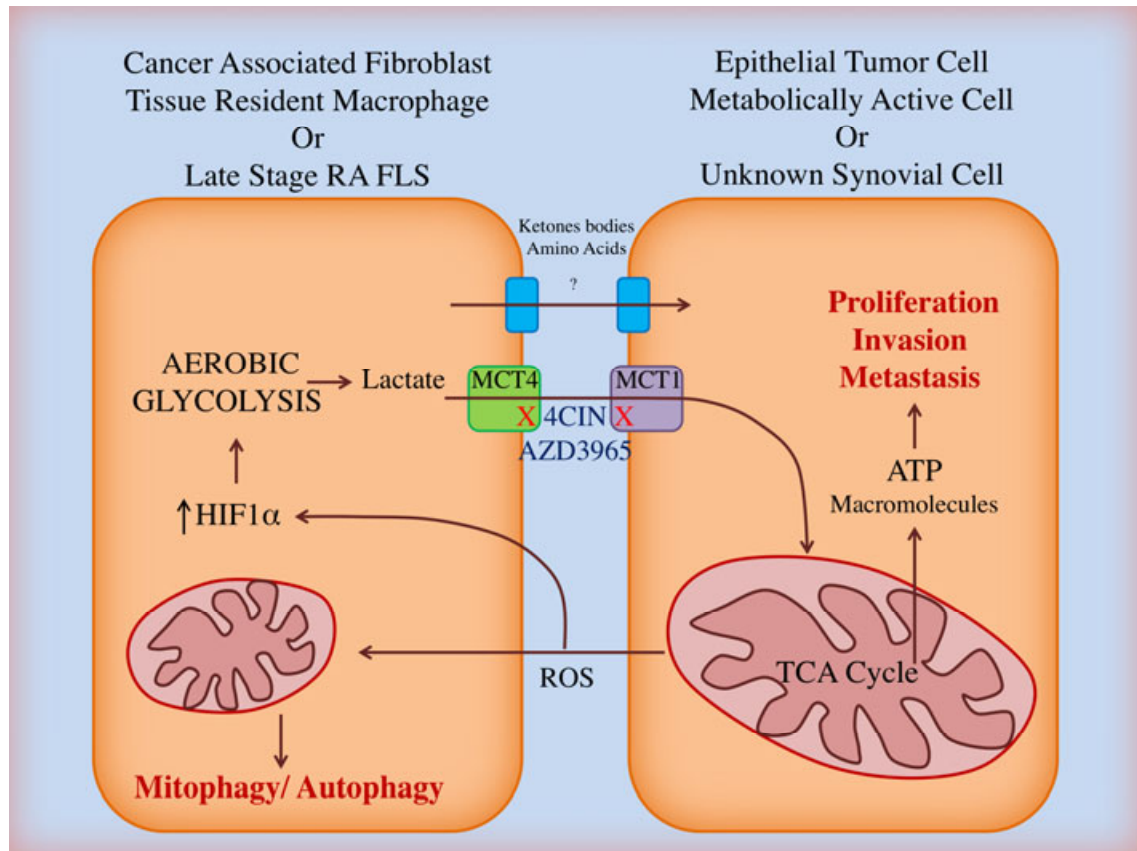 Cancer Associated Fibroblast
Tissue Resident Macrophage
Or
Late Stage RA FLS
Epithelial Tumor Cell
Metabolically Active Cell
Or
Unknown Synovial Cell
Ketones bodies
Amino Acids
?
Proliferation
Invasion
Metastasis
AEROBIC
GLYCOLYSIS
Lactate
MCT4
MCT1
X 4CIN X
AZD3965
ATP
Macromolecules
↑HIF1α
ROS
TCA Cycle
Mitophagy/ Autophagy